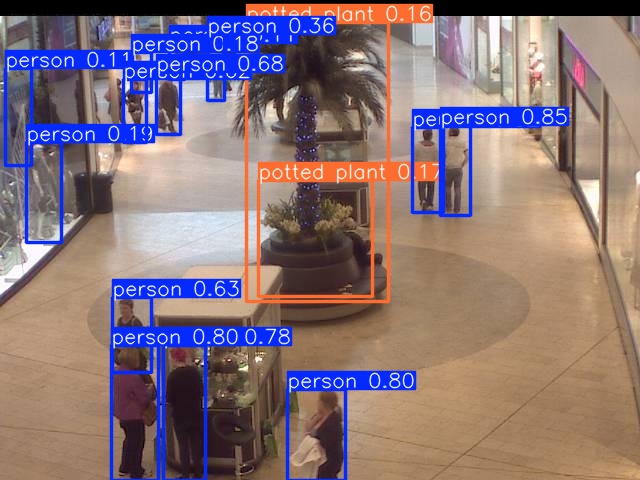 potted plant 0.16
person 0.36
person 0.18
person 0.11
person 0.68
person 0.19
person 0.85
potted plant 0.17
person 0.63
person 0.80
0.78
person 0.80